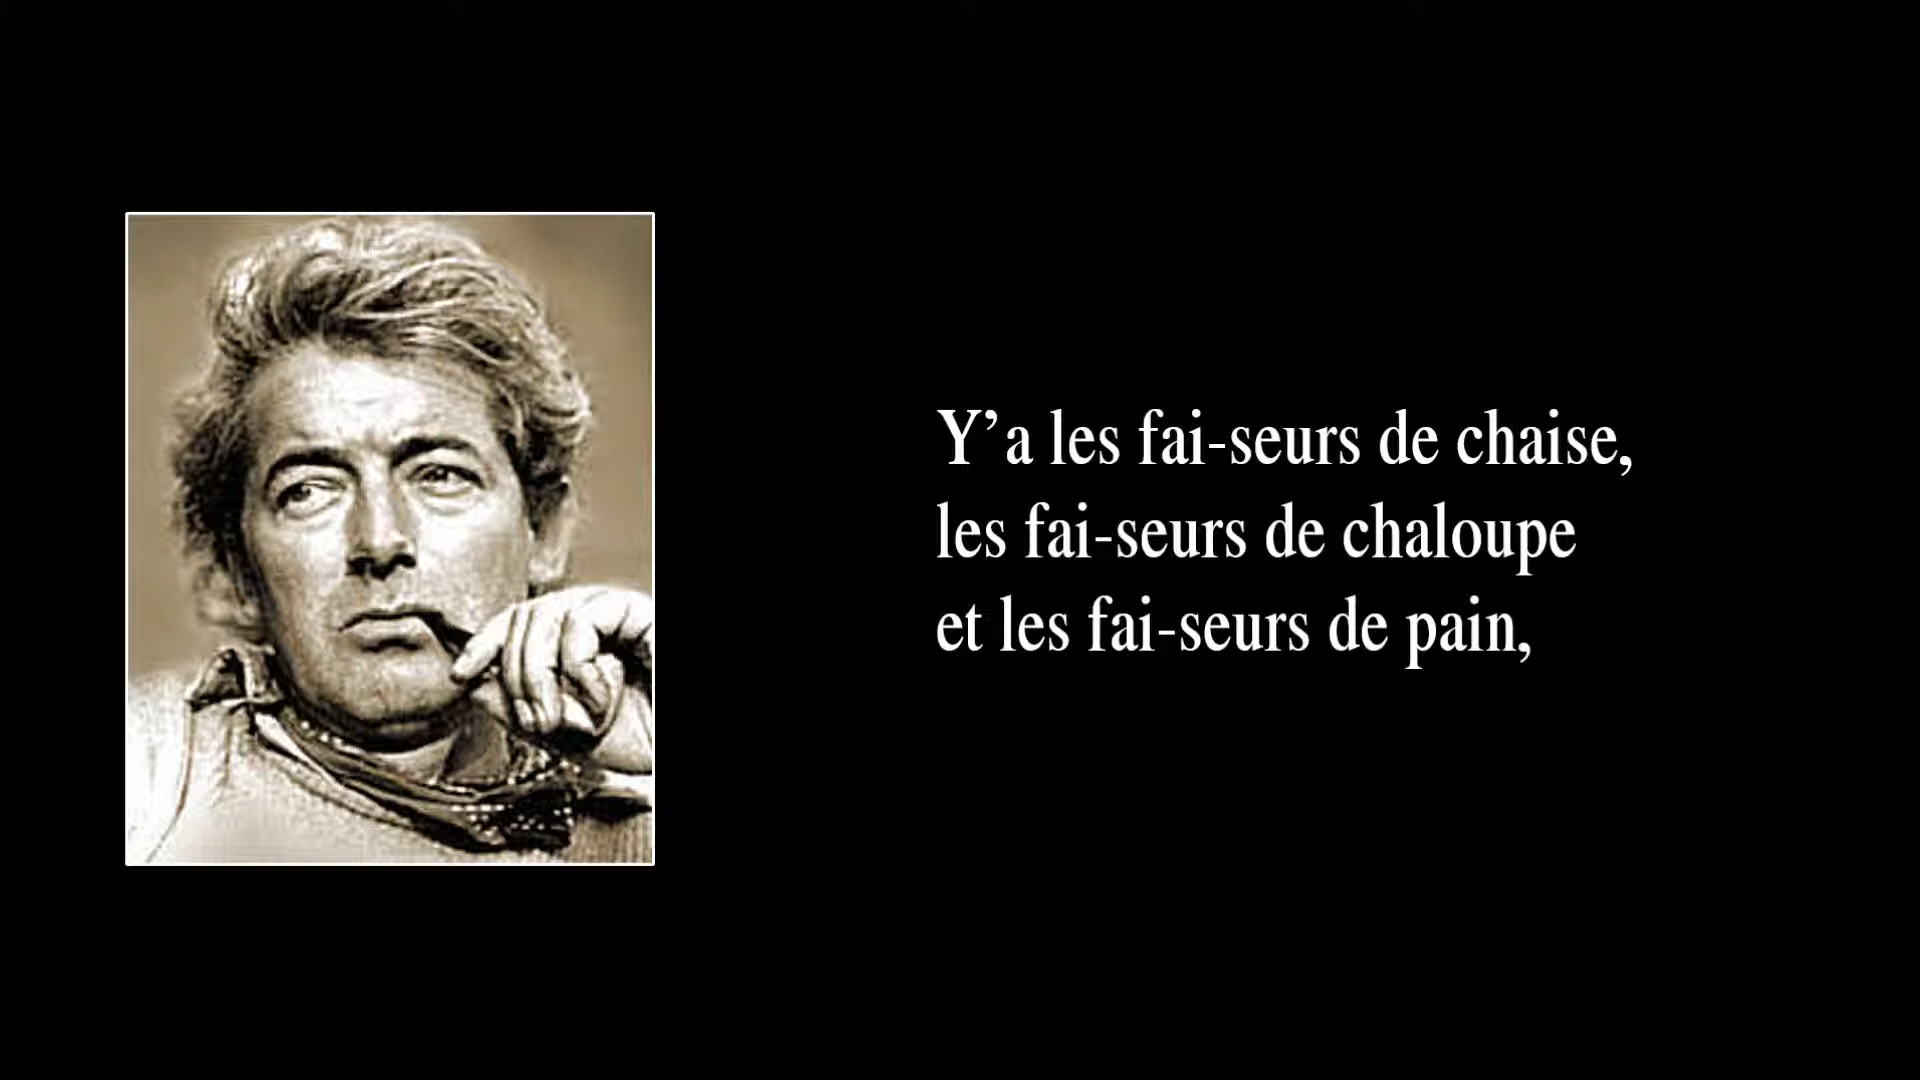 Y’a les fai-seurs de chaise,
les fai-seurs de chaloupe
et les fai-seurs de pain,